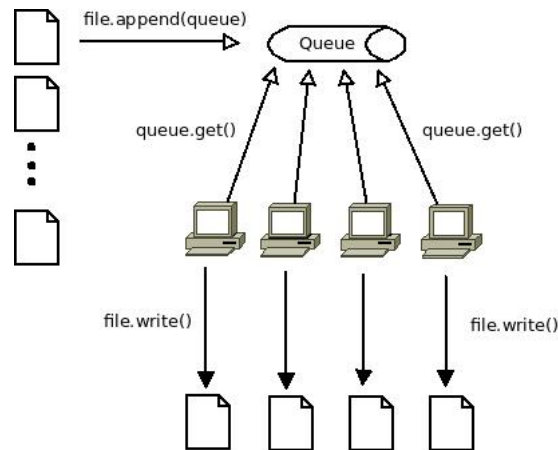 file.append(queue)
Queue
queue.get()
queue.get()
file.write()
file.write()